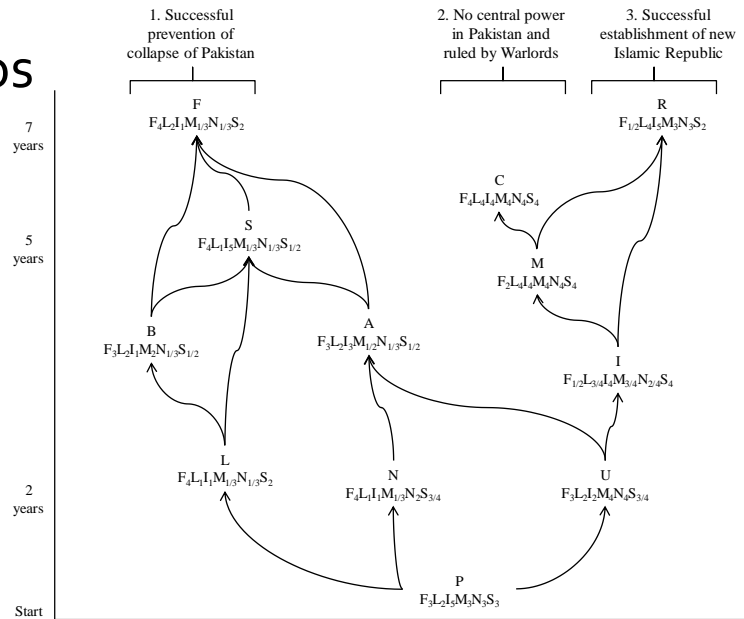 1. Successful
prevention of
collapse of Pakistan
2. No central power
in Pakistan and
ruled by Warlords
3. Successful
establishment of new
Islamic Republic
os
F
F4L2I1M1/3N1/3S2
R
F1/2L4I5M3N3S2
7
years
C
F4L4I4M4N4S4
S
F4L1I5M1/3N1/3S1/2
5
years
M
F2L4I4M4N4S4
B
F3L2I1M2N1/3S1/2
A
F3L2I3M1/2N1/3S1/2
I
F1/2L3/4I4M3/4N2/4S4
L
F4L1I1M1/3N1/3S2
N
F4L1I1M1/3N2S3/4
U
F3L2I2M4N4S3/4
2
years
P
F3L2I5M3N3S3
Start